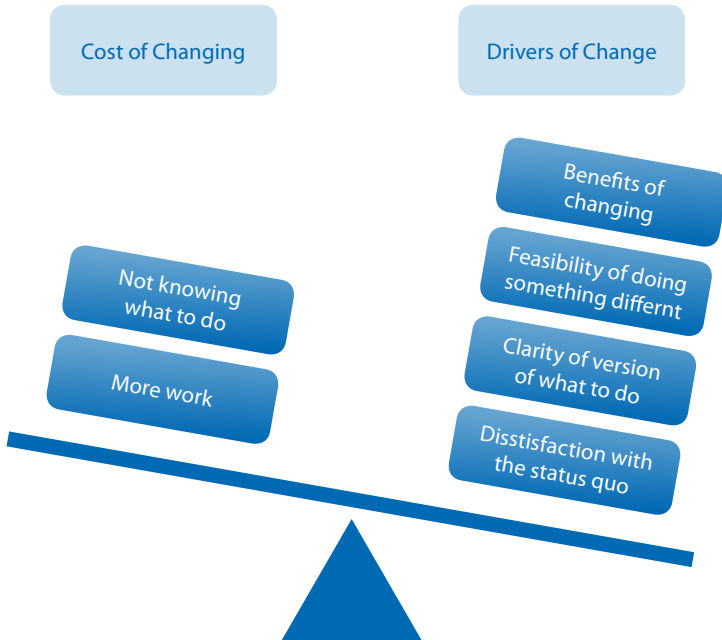 Cost of Changing
Drivers of Change
Not knowing
what to do
More work
Benefits of
changing
Feasibility of doing
something differnt
Clarity of version
of what to do
Disstisfaction with
the status quo